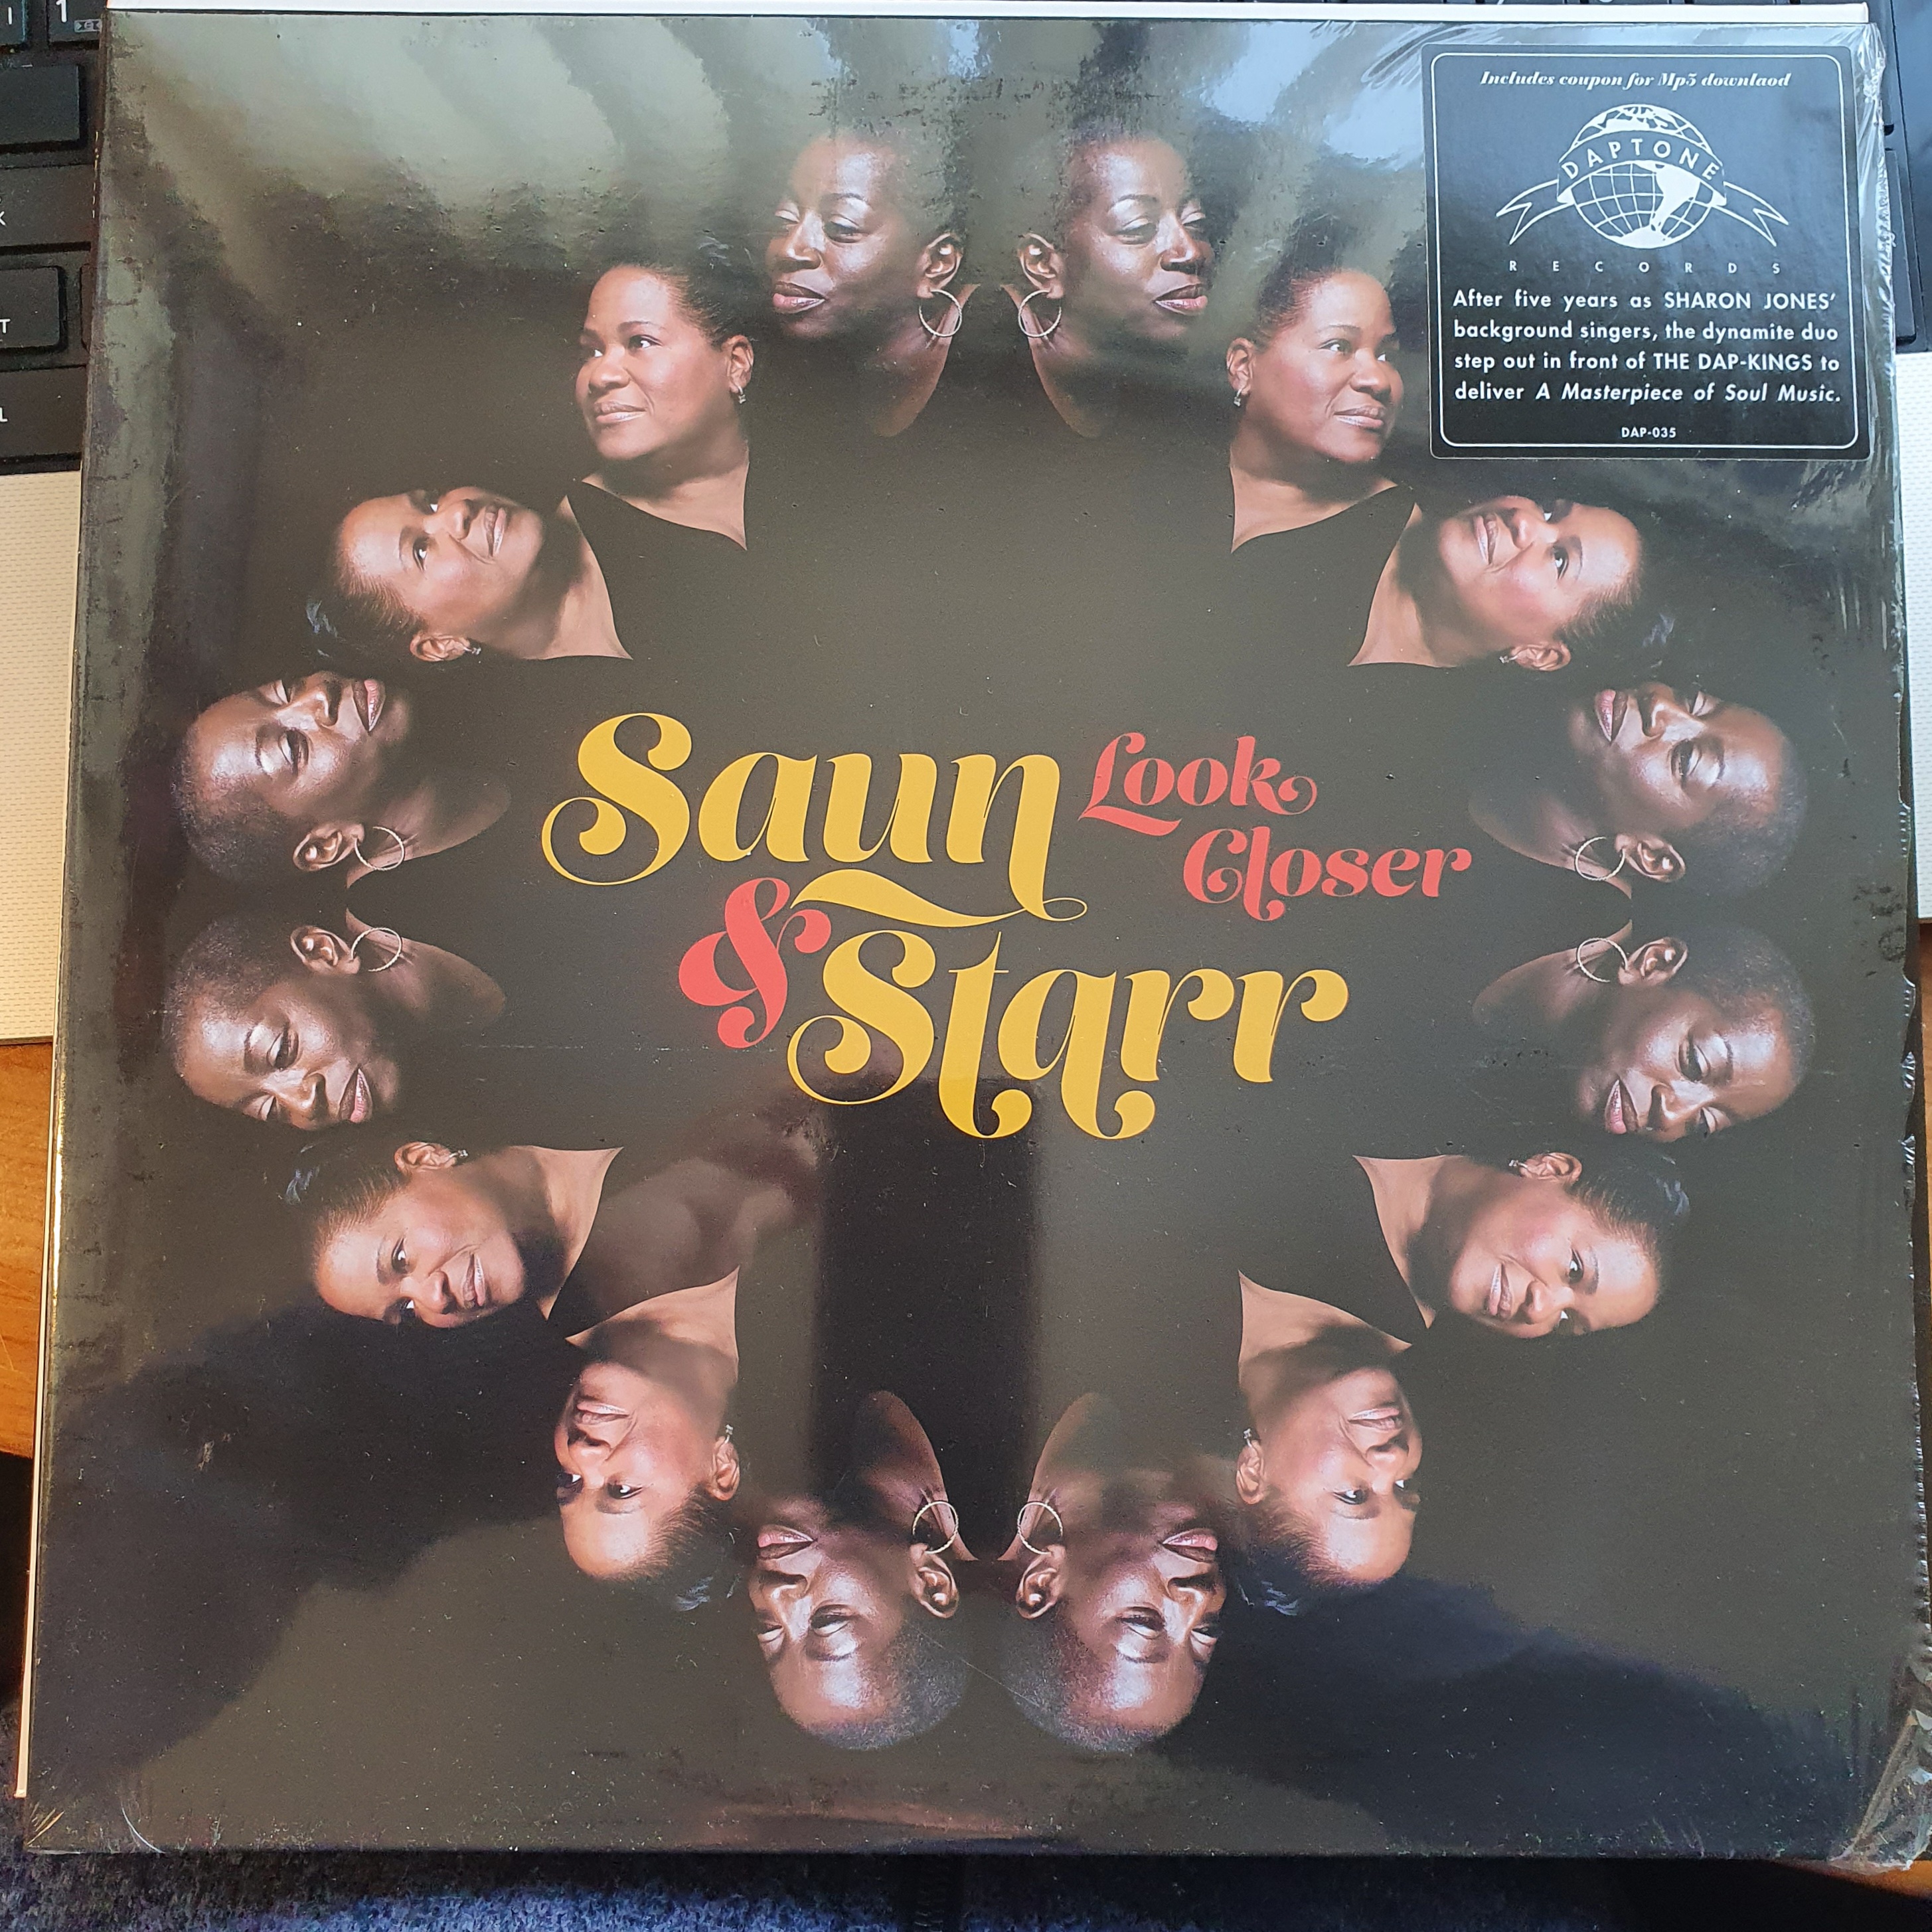 Includes coupon for Mp3 downlaod
DAPTONE
RECORDS
After five years as SHARON JONES'
background singers, the dynamite duo
step out in front of THE DAP-KINGS to
deliver A Masterpiece of Soul Music.
DAP-035
Saun Look
Closer
& Starr
1
K
T
L